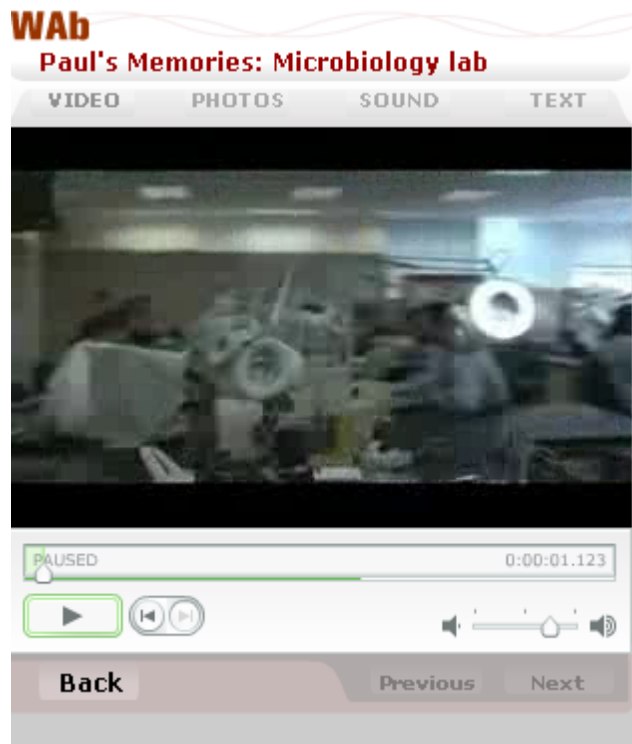 WAb
Paul's Memories: Microbiology lab
VIDEO PHOTOS SOUND TEXT
PAUSED 0:00:01.123
Back Previous Next